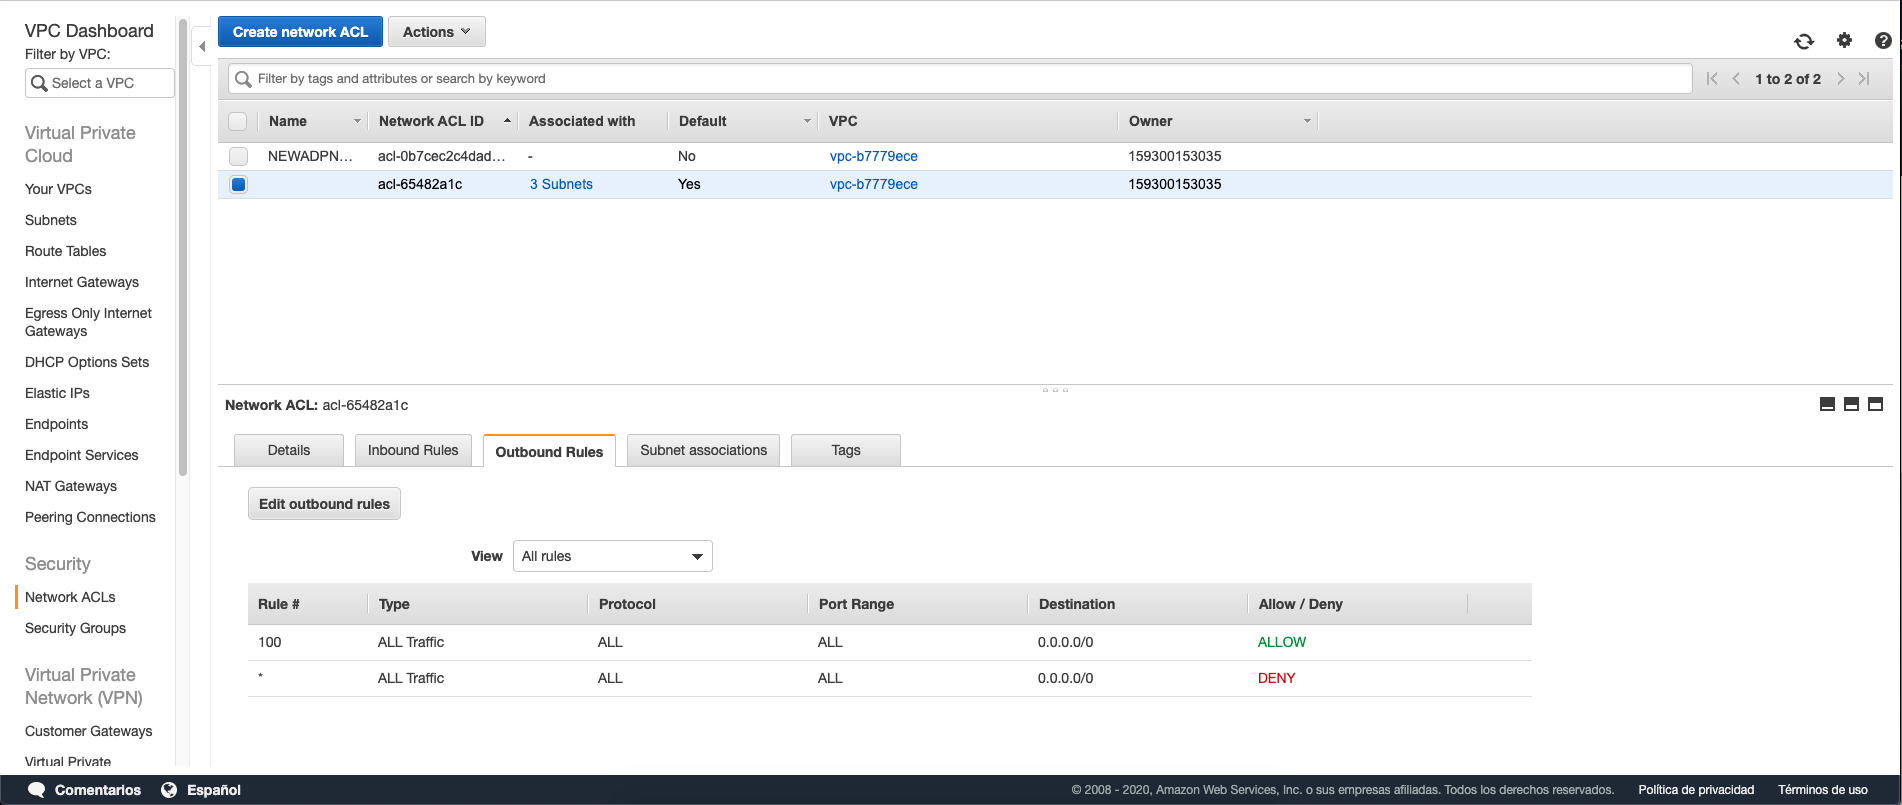 VPC Dashboard
Filter by VPC:
Select a VPC
Virtual Private
Cloud
Your VPCs
Subnets
Route Tables
Internet Gateways
Egress Only Internet
Gateways
DHCP Options Sets
Elastic IPs
Endpoints
Endpoint Services
NAT Gateways
Peering Connections
Security
Network ACLs
Security Groups
Virtual Private
Network (VPN)
Customer Gateways
Virtual Private
Create network ACL Actions
Filter by tags and attributes or search by keyword 1 to 2 of 2
Name Network ACL ID Associated with Default VPC Owner
NEWADPN... acl-0b7cec2c4dad... - No vpc-b7779ece 159300153035
acl-65482a1c 3 Subnets Yes vpc-b7779ece 159300153035
Network ACL: acl-65482a1c
Details Inbound Rules Outbound Rules Subnet associations Tags
Edit outbound rules
View All rules
Rule # Type Protocol Port Range Destination Allow / Deny
100 ALL Traffic ALL ALL 0.0.0.0/0 ALLOW
* ALL Traffic ALL ALL 0.0.0.0/0 DENY
Comentarios Español © 2008 - 2020, Amazon Web Services, Inc. o sus empresas afiliadas. Todos los derechos reservados. Política de privacidad Términos de uso